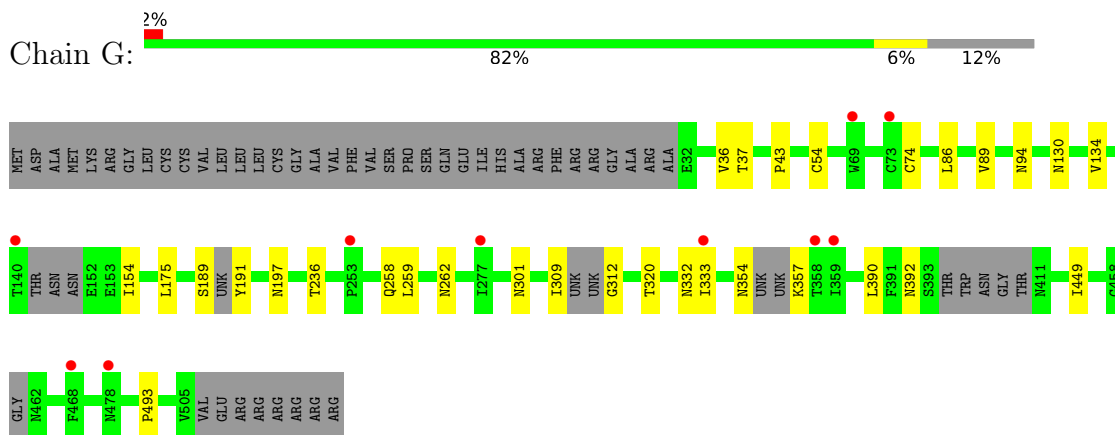 2%
Chain G:
82% 6% 12%
MET ASP ALA MET LYS ARG GLY LEU CYS CYS VAL LEU LEU LEU CYS GLY ALA VAL PHE VAL SER PRO SER GLN GLU ILE HIS ALA ARG PHE ARG ARG GLY ALA ARG ALA E32 V36 T37 P43 C54 W69 C73 C74 L86 V89 N94 N130 V134
T140 THR ASN ASN E152 E153 I154 L175 S189 UNK Y191 N197 T236 P253 Q258 L259 N262 I277 N301 I309 UNK UNK G312 T320 N332 I333 N354 UNK UNK K357 T358 I359 L390 F391 N392 S393 THR TRP ASN GLY THR N411 I449 G458
GLY N462 F468 N478 P493 V505 VAL GLU ARG ARG ARG ARG ARG ARG